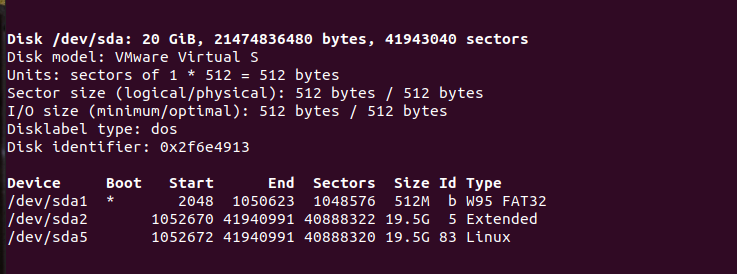 Disk /dev/sda: 20 GiB, 21474836480 bytes, 41943040 sectors
Disk model: VMware Virtual S
Units: sectors of 1 * 512 = 512 bytes
Sector size (logical/physical): 512 bytes / 512 bytes
I/O size (minimum/optimal): 512 bytes / 512 bytes
Disklabel type: dos
Disk identifier: 0x2f6e4913
Device     Boot   Start      End  Sectors  Size Id Type
/dev/sda1  *       2048  1050623  1048576  512M  b W95 FAT32
/dev/sda2       1052670 41940991 40888322 19.5G  5 Extended
/dev/sda5       1052672 41940991 40888320 19.5G 83 Linux